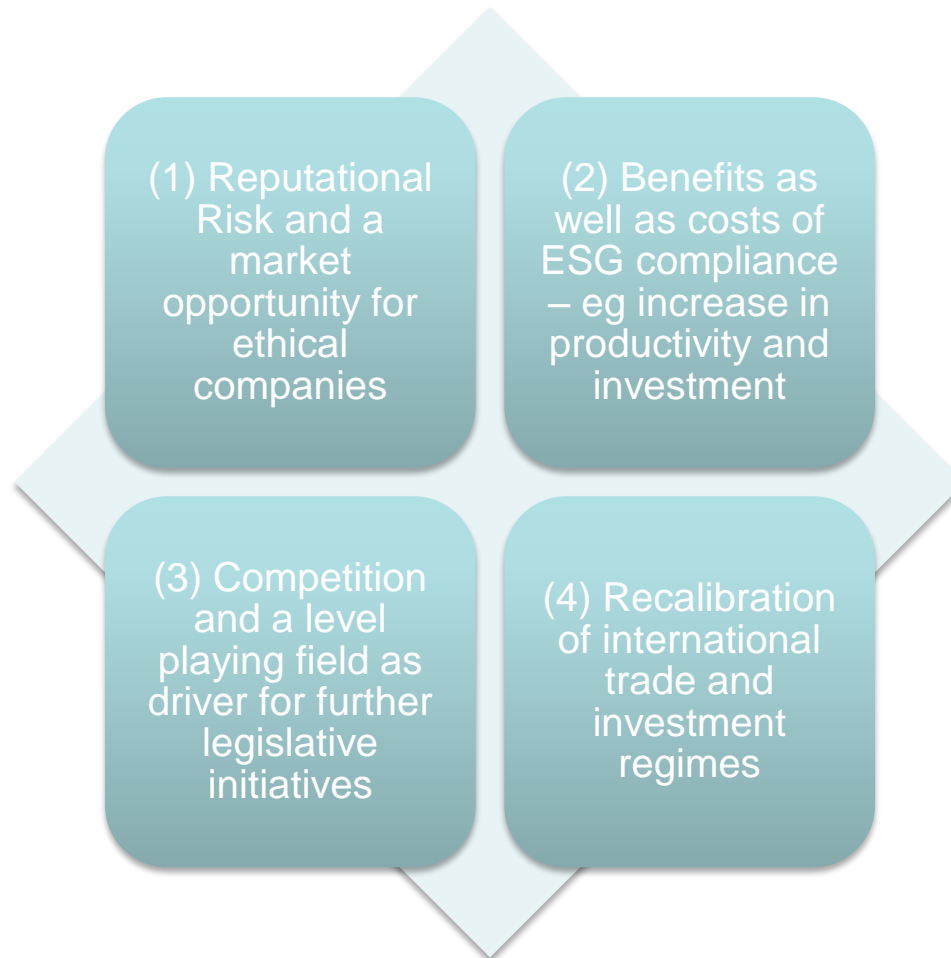 (1) Reputational
Risk and a
market
opportunity for
ethical
companies
(2) Benefits as
well as costs of
ESG compliance
– eg increase in
productivity and
investment
(3) Competition
and a level
playing field as
driver for further
legislative
initiatives
(4) Recalibration
of international
trade and
investment
regimes